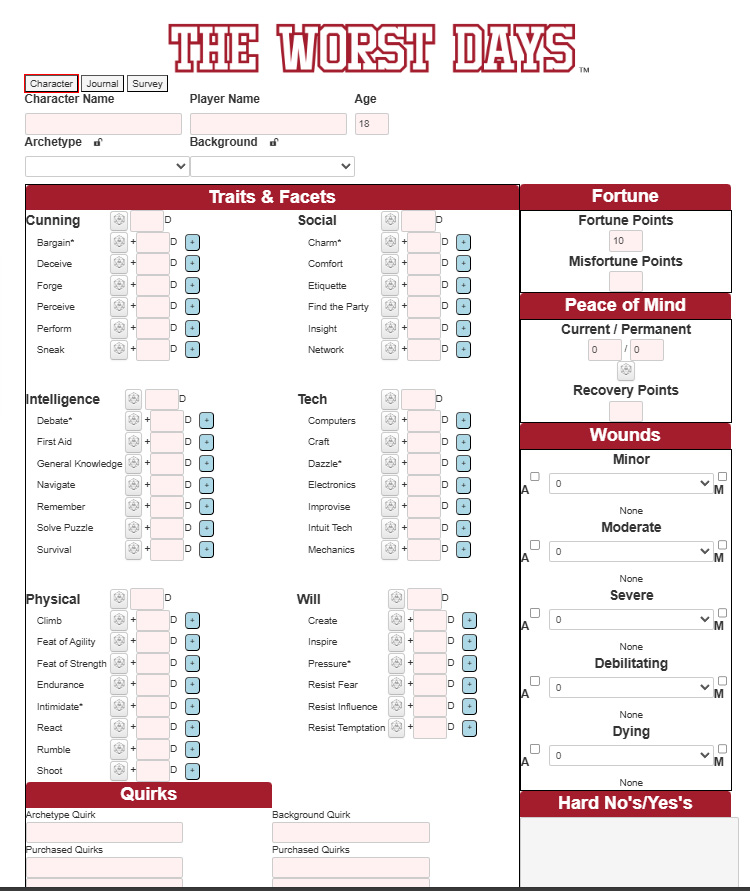 THE WORST DAYS™
Character Journal Survey
Character Name Player Name Age
18
Archetype Background
Traits & Facets
Cunning D
Bargain* + D +
Deceive + D +
Forge + D +
Perceive + D +
Perform + D +
Sneak + D +
Social D
Charm* + D +
Comfort + D +
Etiquette + D +
Find the Party + D +
Insight + D +
Network + D +
Intelligence D
Debate* + D +
First Aid + D +
General Knowledge + D +
Navigate + D +
Remember + D +
Solve Puzzle + D +
Survival + D +
Tech D
Computers + D +
Craft + D +
Dazzle* + D +
Electronics + D +
Improvise + D +
Intuit Tech + D +
Mechanics + D +
Physical D
Climb + D +
Feat of Agility + D +
Feat of Strength + D +
Endurance + D +
Intimidate* + D +
React + D +
Rumble + D +
Shoot + D +
Will D
Create + D +
Inspire + D +
Pressure* + D +
Resist Fear + D +
Resist Influence + D +
Resist Temptation + D +
Quirks
Archetype Quirk Background Quirk
Purchased Quirks Purchased Quirks
Fortune
Fortune Points
10
Misfortune Points
Peace of Mind
Current / Permanent
0 / 0
Recovery Points
Wounds
Minor
A 0 M
None
Moderate
A 0 M
None
Severe
A 0 M
None
Debilitating
A 0 M
None
Dying
A 0 M
None
Hard No's/Yes's